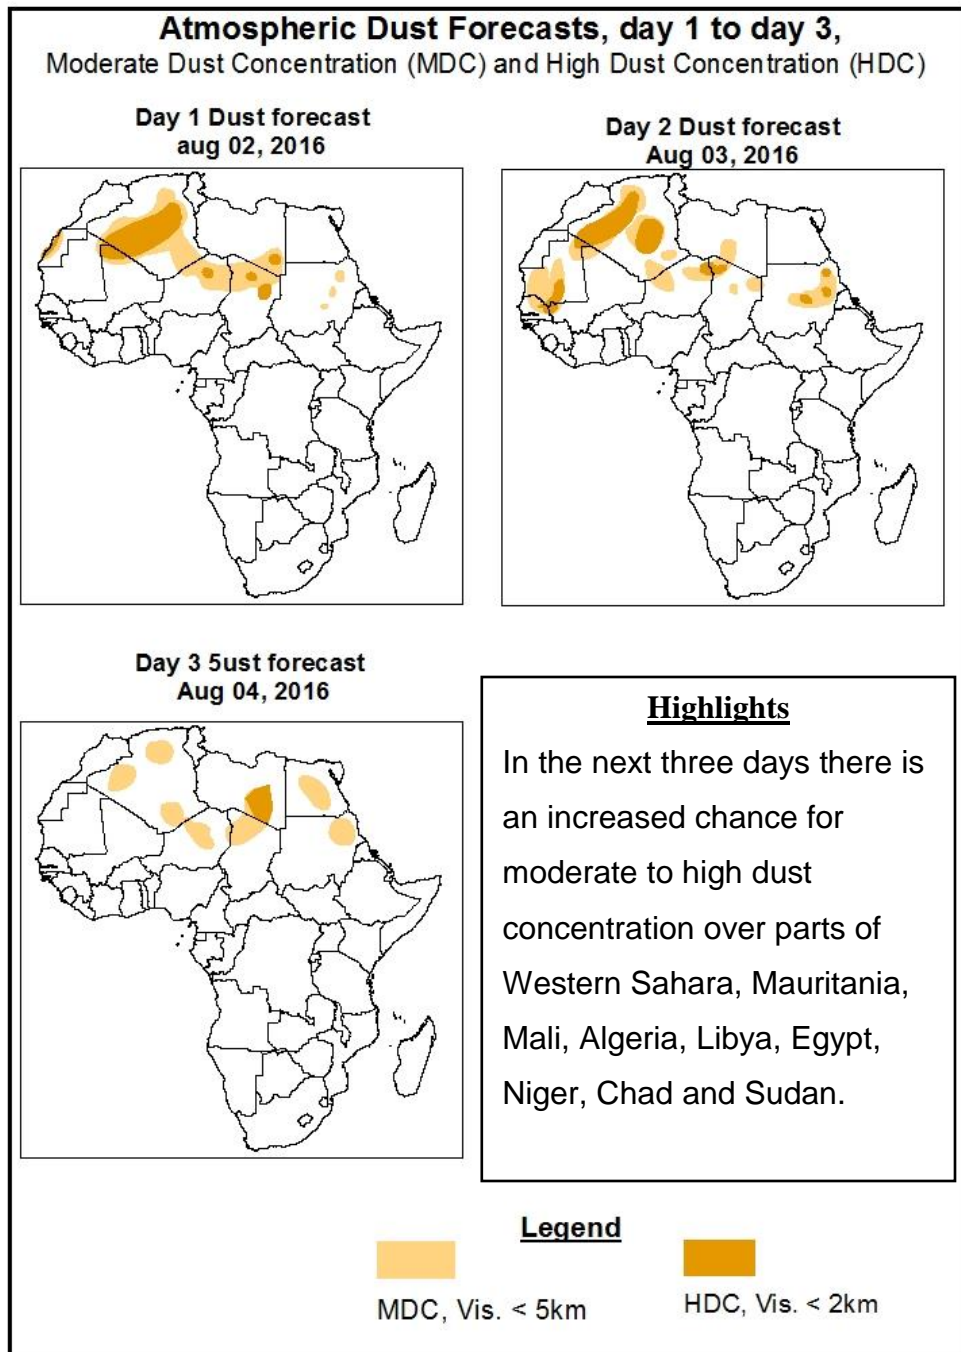 Atmospheric Dust Forecasts, day 1 to day 3,
Moderate Dust Concentration (MDC) and High Dust Concentration (HDC)
Day 1 Dust forecast
aug 02, 2016
Day 2 Dust forecast
Aug 03, 2016
Day 3 5ust forecast
Aug 04, 2016
Highlights
In the next three days there is
an increased chance for
moderate to high dust
concentration over parts of
Western Sahara, Mauritania,
Mali, Algeria, Libya, Egypt,
Niger, Chad and Sudan.
Legend
MDC, Vis. < 5km
HDC, Vis. < 2km